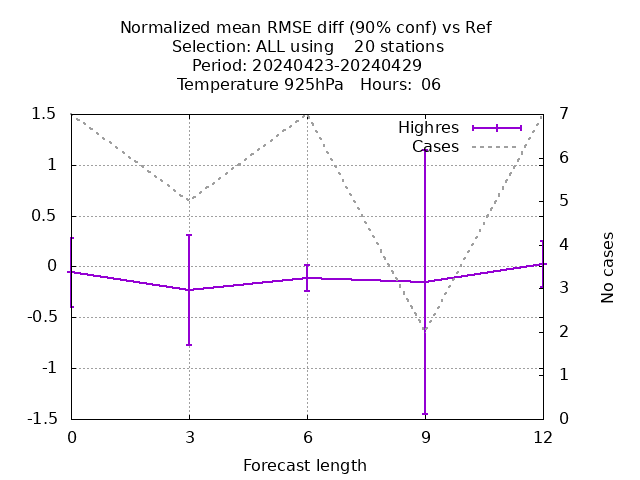 Normalized mean RMSE diff (90% conf) vs Ref
Selection: ALL using    20 stations
Period: 20240423-20240429
Temperature 925hPa   Hours:  06
Highres
Cases
1.5
1
0.5
0
-0.5
-1
-1.5
7
6
5
4
3
2
1
0
No cases
0 3 6 9 12
Forecast length